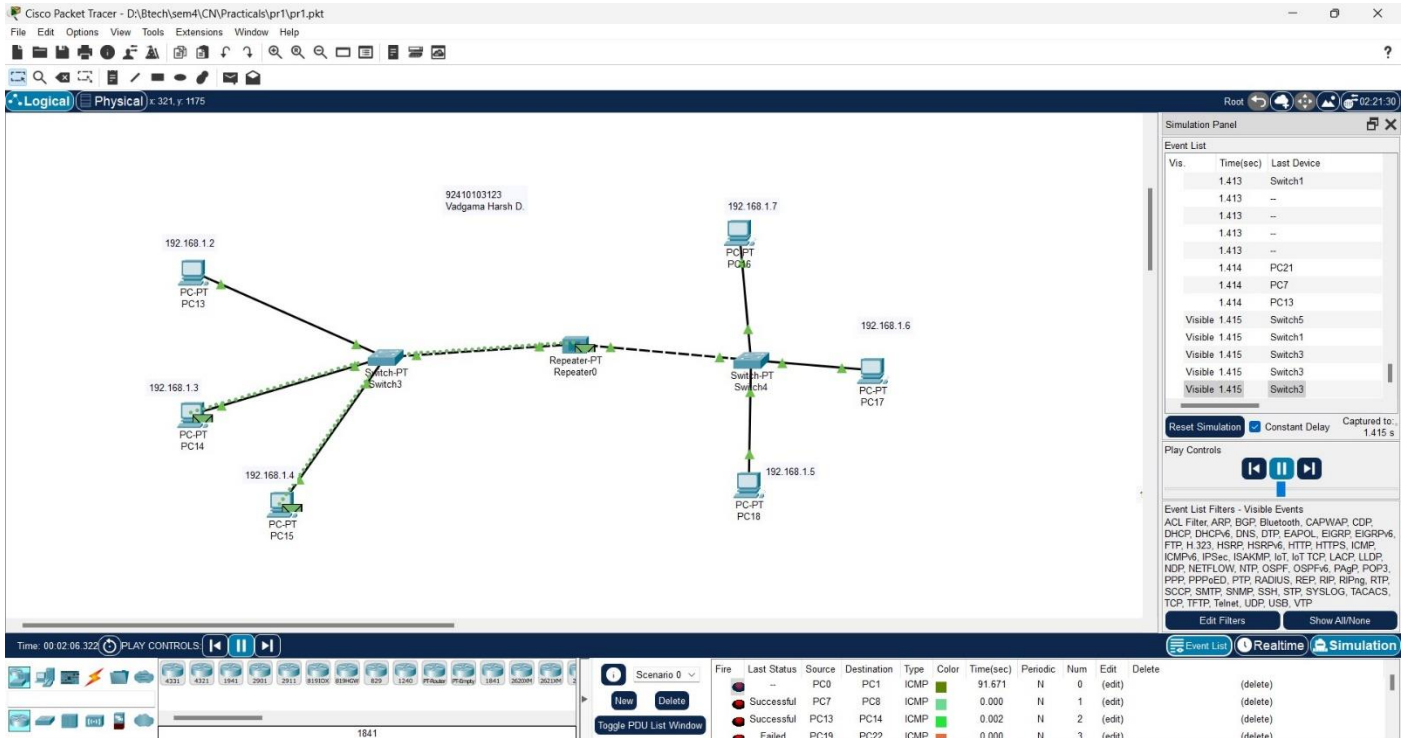 Cisco Packet Tracer - D:\Btech\sem4\CN\Practicals\pr1\pr1.pkt
File Edit Options View Tools Extensions Window Help
Logical Physical x: 321, y: 1175
Root 02:21:30
92410103123
Vadgama Harsh D.
192.168.1.2
PC-PT
PC13
192.168.1.3
PC-PT
PC14
192.168.1.4
PC-PT
PC15
Switch-PT
Switch3
Repeater-PT
Repeater0
192.168.1.7
PC-PT
PC16
192.168.1.6
Switch-PT
Switch4
PC-PT
PC17
192.168.1.5
PC-PT
PC18
Simulation Panel
Event List
Vis. Time(sec) Last Device
1.413 Switch1
1.413 --
1.413 --
1.413 --
1.413 --
1.414 PC21
1.414 PC7
1.414 PC13
Visible 1.415 Switch5
Visible 1.415 Switch1
Visible 1.415 Switch3
Visible 1.415 Switch3
Visible 1.415 Switch3
Reset Simulation Constant Delay Captured to:
1.415 s
Play Controls
Event List Filters - Visible Events
ACL Filter, ARP, BGP, Bluetooth, CAPWAP, CDP,
DHCP, DHCPv6, DNS, DTP, EAPOL, EIGRP, EIGRPv6,
FTP, H.323, HSRP, HSRPv6, HTTP, HTTPS, ICMP,
ICMPv6, IPSec, ISAKMP, IoT, IoT TCP, LACP, LLDP,
NDP, NETFLOW, NTP, OSPF, OSPFv6, PAgP, POP3,
PPP, PPPoED, PTP, RADIUS, REP, RIP, RIPng, RTP,
SCCP, SMTP, SNMP, SSH, STP, SYSLOG, TACACS,
TCP, TFTP, Telnet, UDP, USB, VTP
Edit Filters Show All/None
Time: 00:02:06.322 PLAY CONTROLS:
Event List Realtime Simulation
4331 4321 1941 2901 2911 819IOX 819HGW 829 1240 PT-Router PT-Empty 1841 2620XM 2621XM
1841
Scenario 0
New Delete
Toggle PDU List Window
Fire Last Status Source Destination Type Color Time(sec) Periodic Num Edit Delete
-- PC0 PC1 ICMP 91.671 N 0 (edit) (delete)
Successful PC7 PC8 ICMP 0.000 N 1 (edit) (delete)
Successful PC13 PC14 ICMP 0.002 N 2 (edit) (delete)
Failed PC19 PC22 ICMP 0.000 N 3 (edit) (delete)